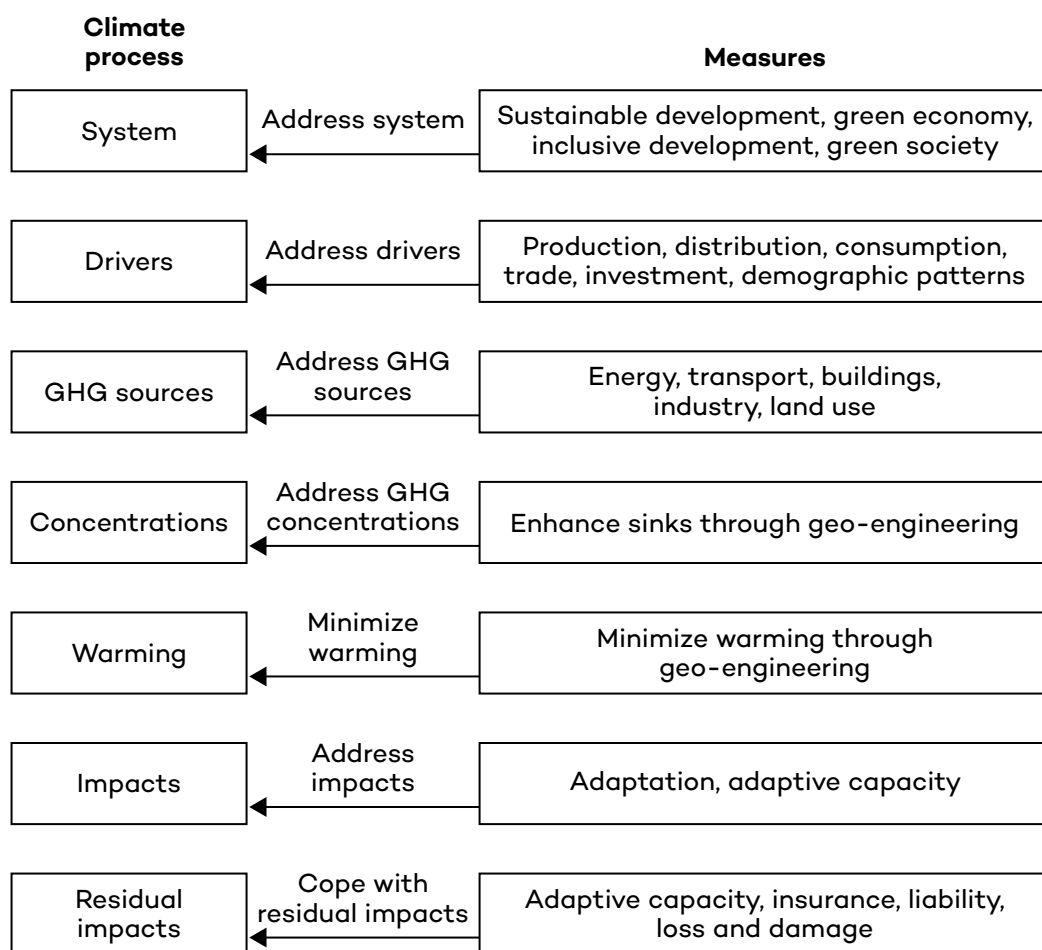 Climate
process
Measures
System
Address system
Sustainable development, green economy,
inclusive development, green society
Drivers
Address drivers
Production, distribution, consumption,
trade, investment, demographic patterns
GHG sources
Address GHG
sources
Energy, transport, buildings,
industry, land use
Concentrations
Address GHG
concentrations
Enhance sinks through geo-engineering
Warming
Minimize
warming
Minimize warming through
geo-engineering
Impacts
Address
impacts
Adaptation, adaptive capacity
Residual
impacts
Cope with
residual impacts
Adaptive capacity, insurance, liability,
loss and damage